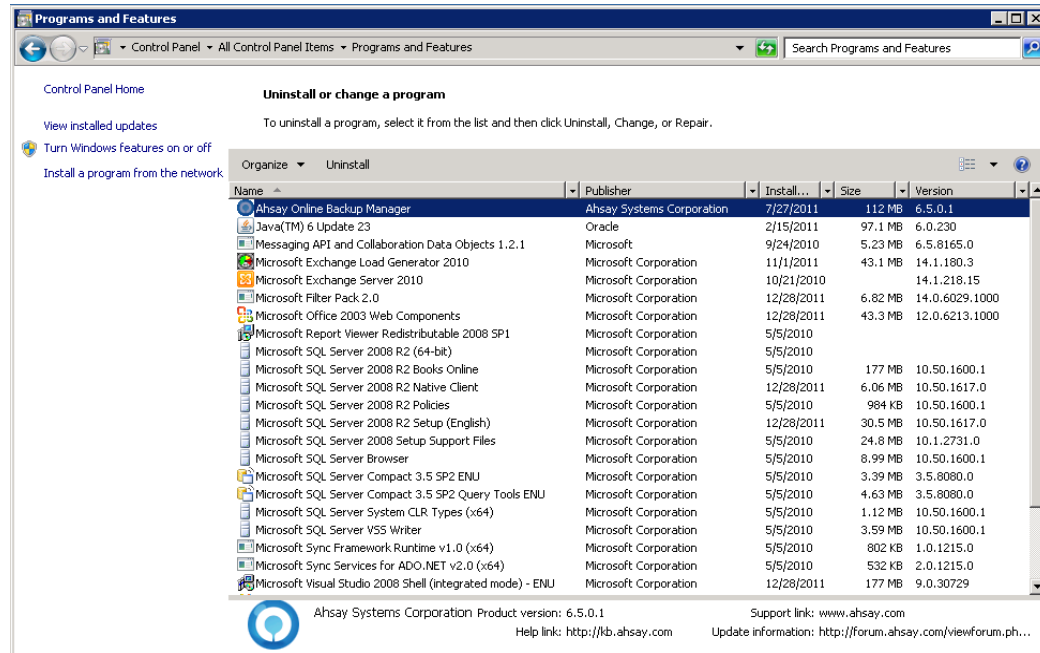 Programs and Features
Control Panel All Control Panel Items Programs and Features Search Programs and Features
Control Panel Home
View installed updates
Turn Windows features on or off
Install a program from the network
Uninstall or change a program
To uninstall a program, select it from the list and then click Uninstall, Change, or Repair.
Organize Uninstall
Name Publisher Install... Size Version
Ahsay Online Backup Manager Ahsay Systems Corporation 7/27/2011 112 MB 6.5.0.1
Java(TM) 6 Update 23 Oracle 2/15/2011 97.1 MB 6.0.230
Messaging API and Collaboration Data Objects 1.2.1 Microsoft 9/24/2010 5.23 MB 6.5.8165.0
Microsoft Exchange Load Generator 2010 Microsoft Corporation 11/1/2011 43.1 MB 14.1.180.3
Microsoft Exchange Server 2010 Microsoft Corporation 10/21/2010 14.1.218.15
Microsoft Filter Pack 2.0 Microsoft Corporation 12/28/2011 6.82 MB 14.0.6029.1000
Microsoft Office 2003 Web Components Microsoft Corporation 12/28/2011 43.3 MB 12.0.6213.1000
Microsoft Report Viewer Redistributable 2008 SP1 Microsoft Corporation 5/5/2010
Microsoft SQL Server 2008 R2 (64-bit) Microsoft Corporation 5/5/2010
Microsoft SQL Server 2008 R2 Books Online Microsoft Corporation 5/5/2010 177 MB 10.50.1600.1
Microsoft SQL Server 2008 R2 Native Client Microsoft Corporation 12/28/2011 6.06 MB 10.50.1617.0
Microsoft SQL Server 2008 R2 Policies Microsoft Corporation 5/5/2010 984 KB 10.50.1600.1
Microsoft SQL Server 2008 R2 Setup (English) Microsoft Corporation 12/28/2011 30.5 MB 10.50.1617.0
Microsoft SQL Server 2008 Setup Support Files Microsoft Corporation 5/5/2010 24.8 MB 10.1.2731.0
Microsoft SQL Server Browser Microsoft Corporation 5/5/2010 8.99 MB 10.50.1600.1
Microsoft SQL Server Compact 3.5 SP2 ENU Microsoft Corporation 5/5/2010 3.39 MB 3.5.8080.0
Microsoft SQL Server Compact 3.5 SP2 Query Tools ENU Microsoft Corporation 5/5/2010 4.63 MB 3.5.8080.0
Microsoft SQL Server System CLR Types (x64) Microsoft Corporation 5/5/2010 1.12 MB 10.50.1600.1
Microsoft SQL Server VSS Writer Microsoft Corporation 5/5/2010 3.59 MB 10.50.1600.1
Microsoft Sync Framework Runtime v1.0 (x64) Microsoft Corporation 5/5/2010 802 KB 1.0.1215.0
Microsoft Sync Services for ADO.NET v2.0 (x64) Microsoft Corporation 5/5/2010 532 KB 2.0.1215.0
Microsoft Visual Studio 2008 Shell (integrated mode) - ENU Microsoft Corporation 12/28/2011 177 MB 9.0.30729
Ahsay Systems Corporation Product version: 6.5.0.1 Support link: www.ahsay.com
Help link: http://kb.ahsay.com Update information: http://forum.ahsay.com/viewforum.ph...